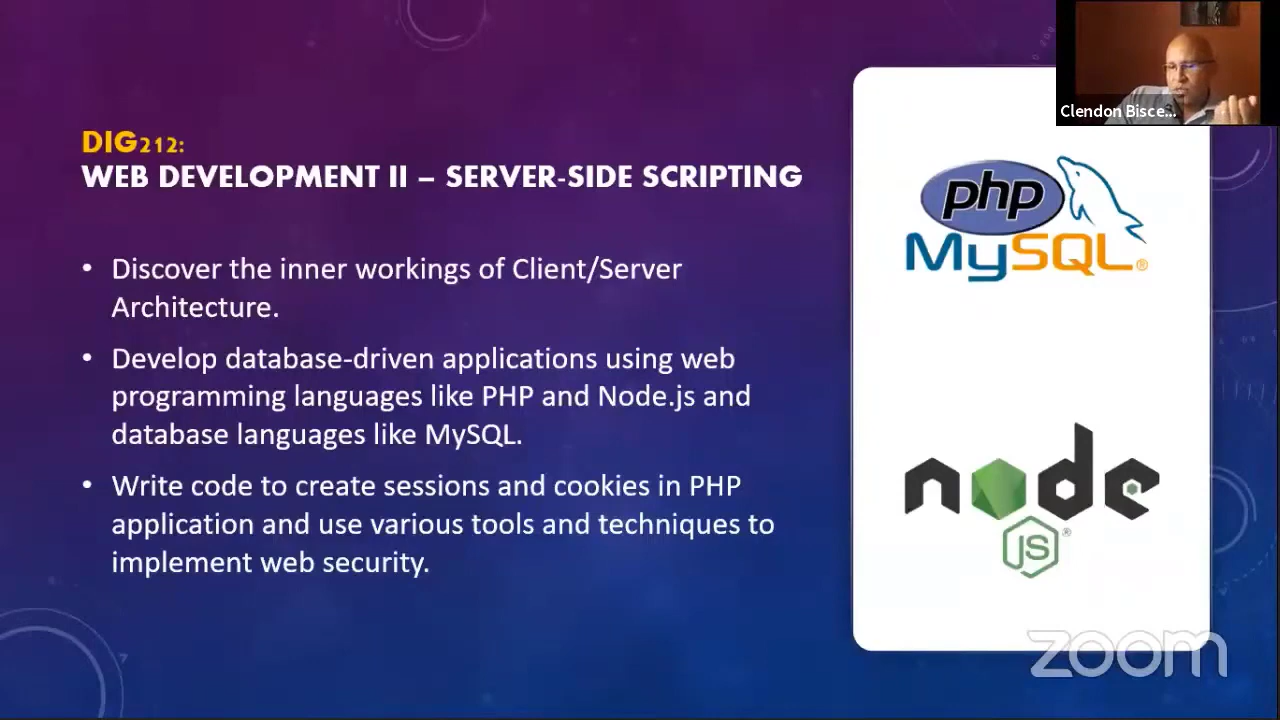 DIG212:
WEB DEVELOPMENT II – SERVER-SIDE SCRIPTING
• Discover the inner workings of Client/Server
Architecture.
• Develop database-driven applications using web
programming languages like PHP and Node.js and
database languages like MySQL.
• Write code to create sessions and cookies in PHP
application and use various tools and techniques to
implement web security.
Clendon Bisce...
php
MySQL®
node
JS®
zoom